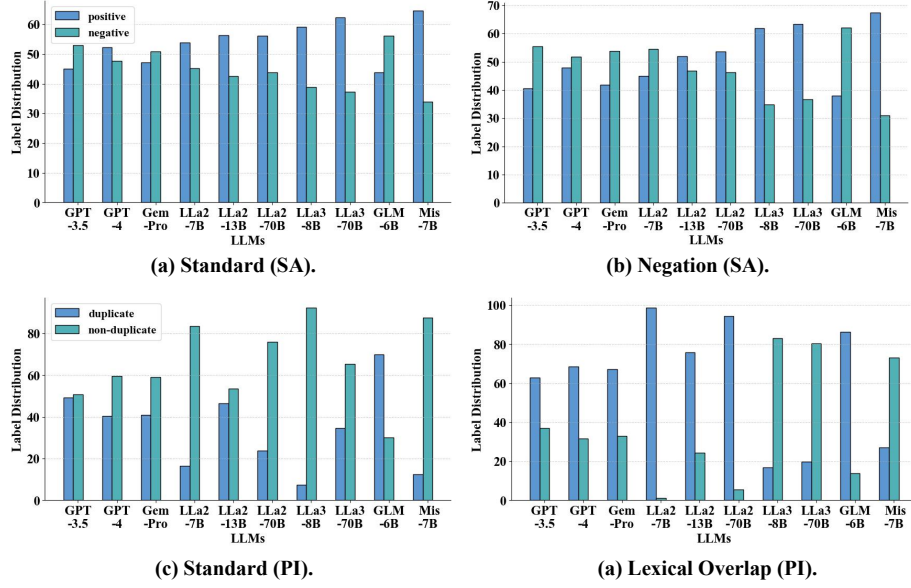 positive
negative
Label Distribution
60
50
40
30
20
10
0
GPT GPT Gem LLa2 LLa2 LLa2 LLa3 LLa3 GLM Mis
-3.5 -4 -Pro -7B -13B -70B -8B -70B -6B -7B
LLMs
(a) Standard (SA).
Label Distribution
70
60
50
40
30
20
10
0
GPT GPT Gem LLa2 LLa2 LLa2 LLa3 LLa3 GLM Mis
-3.5 -4 -Pro -7B -13B -70B -8B -70B -6B -7B
LLMs
(b) Negation (SA).
duplicate
non-duplicate
Label Distribution
80
60
40
20
0
GPT GPT Gem LLa2 LLa2 LLa2 LLa3 LLa3 GLM Mis
-3.5 -4 -Pro -7B -13B -70B -8B -70B -6B -7B
LLMs
(c) Standard (PI).
Label Distribution
100
80
60
40
20
0
GPT GPT Gem LLa2 LLa2 LLa2 LLa3 LLa3 GLM Mis
-3.5 -4 -Pro -7B -13B -70B -8B -70B -6B -7B
LLMs
(a) Lexical Overlap (PI).